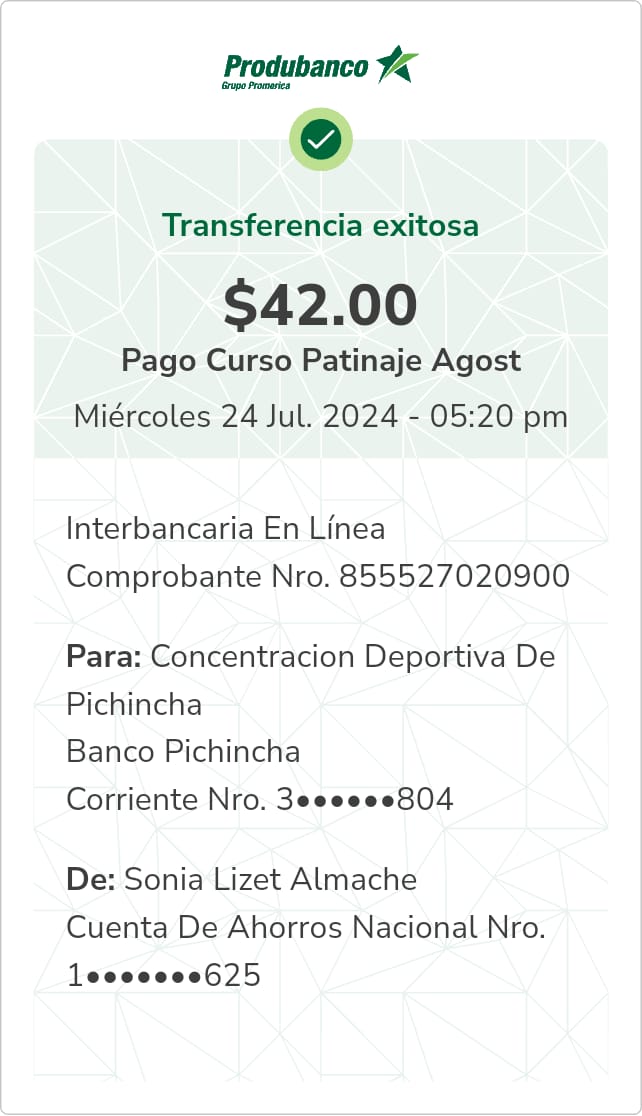 Produbanco
Grupo Promerica
Transferencia exitosa
$42.00
Pago Curso Patinaje Agost
Miércoles 24 Jul. 2024 - 05:20 pm
Interbancaria En Línea
Comprobante Nro. 855527020900
Para: Concentracion Deportiva De
Pichincha
Banco Pichincha
Corriente Nro. 3●●●●●●804
De: Sonia Lizet Almache
Cuenta De Ahorros Nacional Nro.
1●●●●●●●625